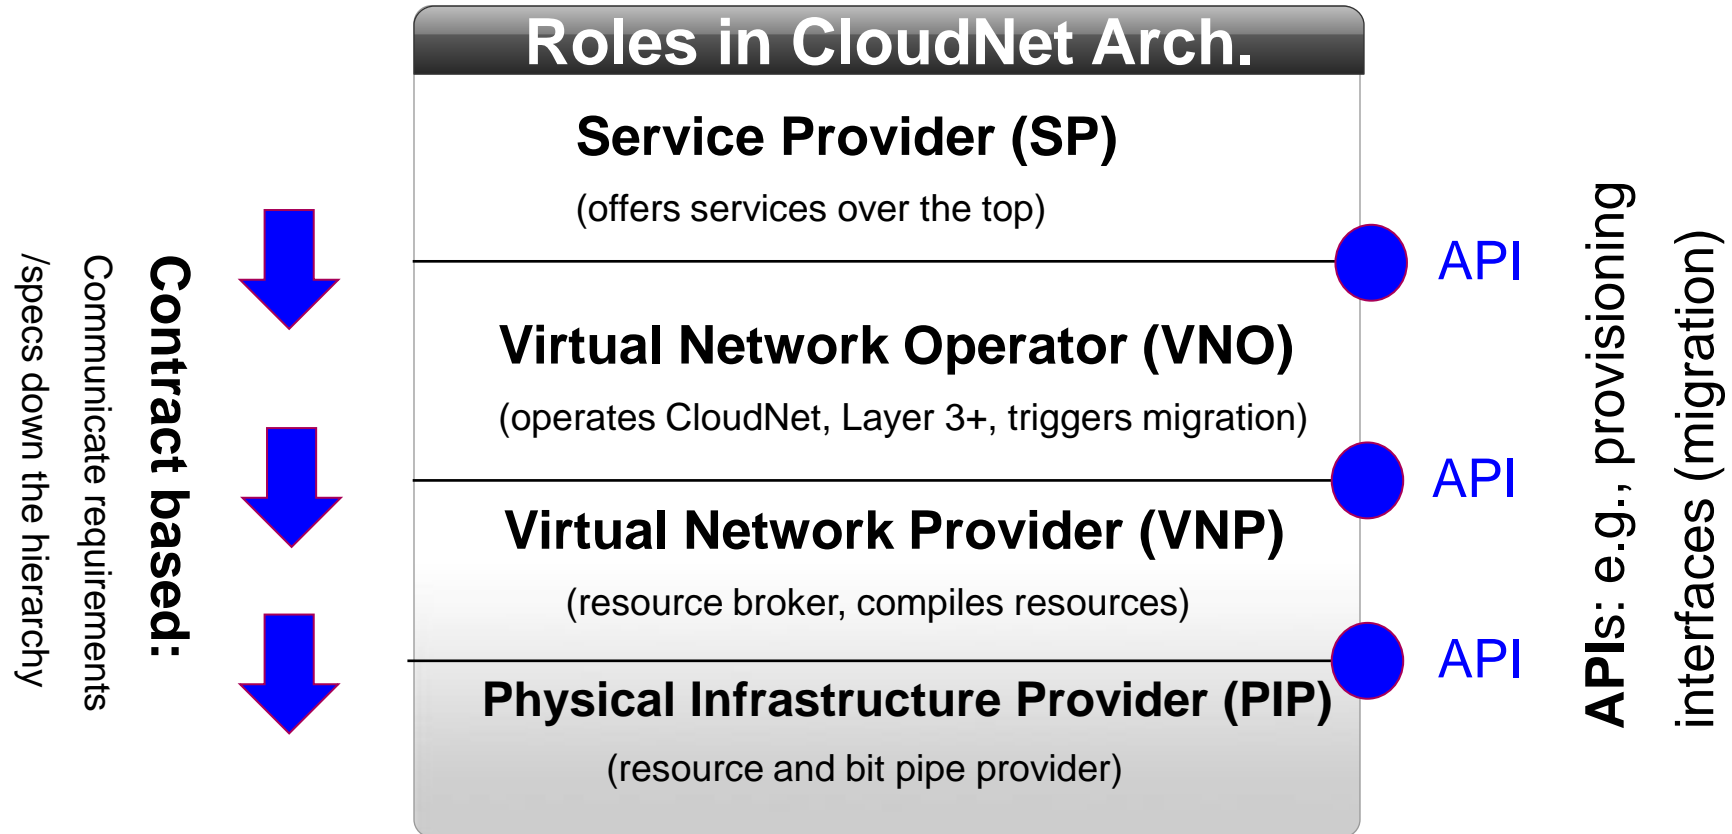 Roles in CloudNet Arch.
Service Provider (SP)
(offers services over the top)
API
Virtual Network Operator (VNO)
(operates CloudNet, Layer 3+, triggers migration)
API
Virtual Network Provider (VNP)
(resource broker, compiles resources)
API
Physical Infrastructure Provider (PIP)
(resource and bit pipe provider)
Contract based:
Communicate requirements
/specs down the hierarchy
APIs: e.g., provisioning
interfaces (migration)